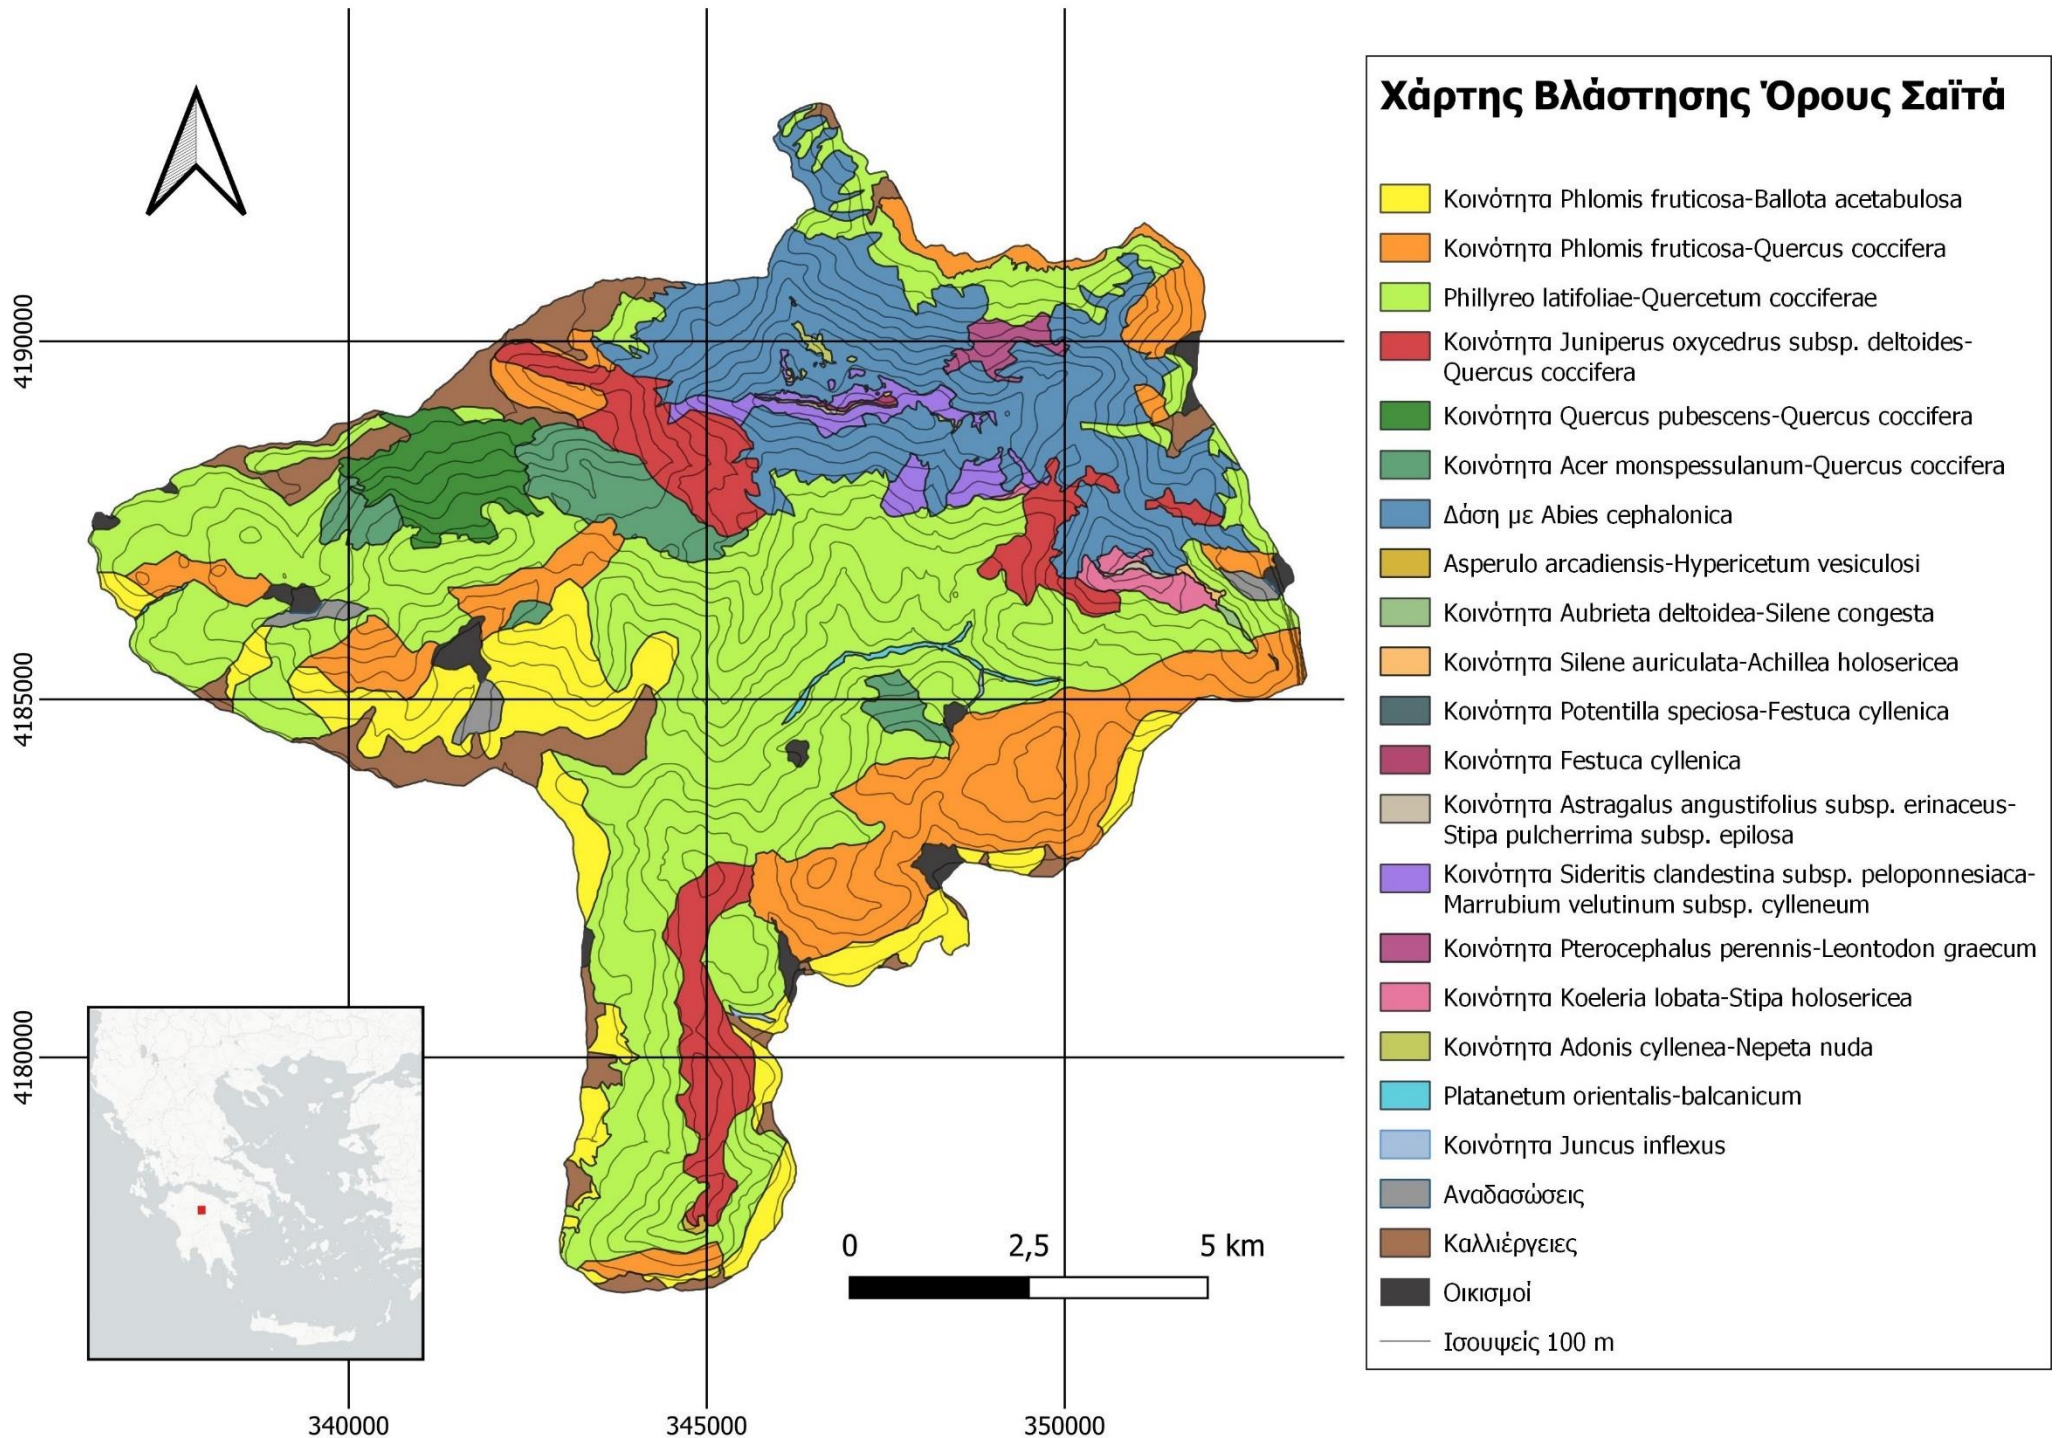 Χάρτης Βλάστησης Όρους Σαϊτά
Κοινότητα Phlomis fruticosa-Ballota acetabulosa
Κοινότητα Phlomis fruticosa-Quercus coccifera
Phillyreo latifoliae-Quercetum cocciferae
Κοινότητα Juniperus oxycedrus subsp. deltoides-
Quercus coccifera
Κοινότητα Quercus pubescens-Quercus coccifera
Κοινότητα Acer monspessulanum-Quercus coccifera
Δάση με Abies cephalonica
Asperulo arcadiensis-Hypericetum vesiculosi
Κοινότητα Aubrieta deltoidea-Silene congesta
Κοινότητα Silene auriculata-Achillea holosericea
Κοινότητα Potentilla speciosa-Festuca cyllenica
Κοινότητα Festuca cyllenica
Κοινότητα Astragalus angustifolius subsp. erinaceus-
Stipa pulcherrima subsp. epilosa
Κοινότητα Sideritis clandestina subsp. peloponnesiaca-
Marrubium velutinum subsp. cylleneum
Κοινότητα Pterocephalus perennis-Leontodon graecum
Κοινότητα Koeleria lobata-Stipa holosericea
Κοινότητα Adonis cyllenea-Nepeta nuda
Platanetum orientalis-balcanicum
Κοινότητα Juncus inflexus
Αναδασώσεις
Καλλιέργειες
Οικισμοί
Ισοϋψείς 100 m
4190000
4185000
4180000
0 2,5 5 km
340000 345000 350000